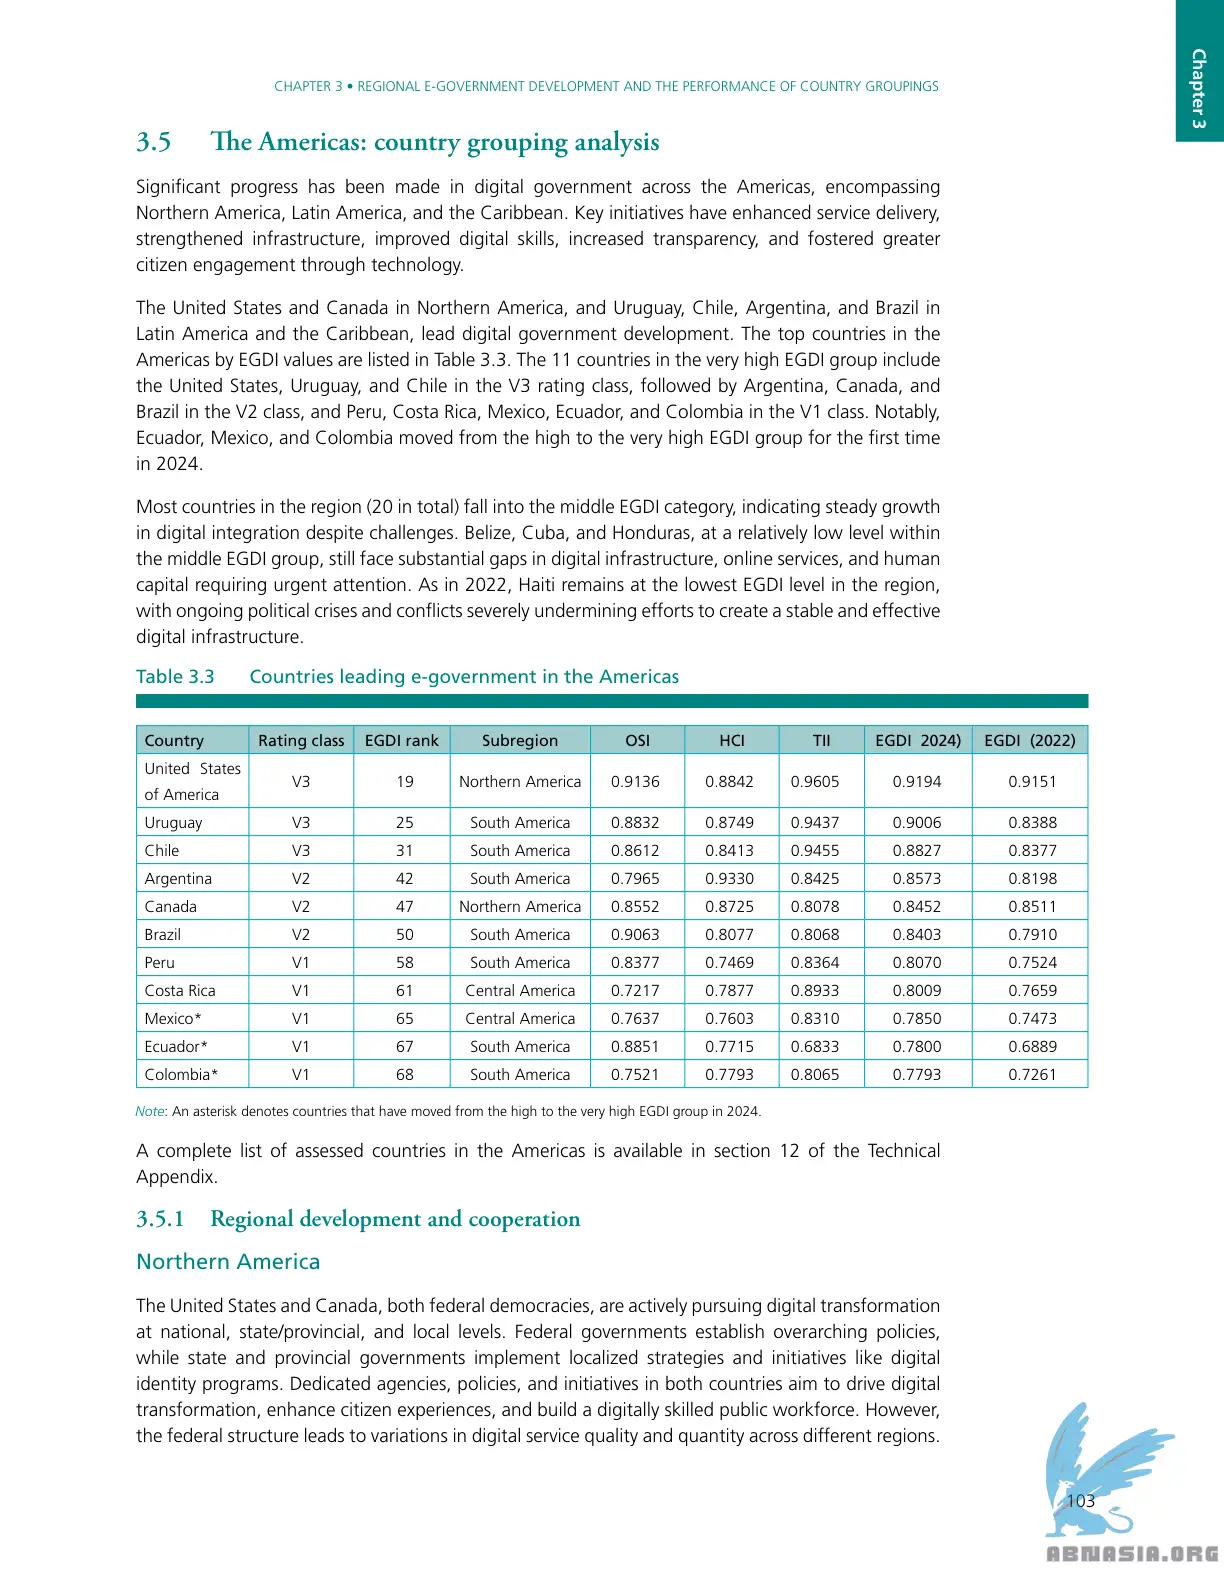 Chapter 3
CHAPTER 3 • REGIONAL E-GOVERNMENT DEVELOPMENT AND THE PERFORMANCE OF COUNTRY GROUPINGS
3.5 The Americas: country grouping analysis
Significant progress has been made in digital government across the Americas, encompassing
Northern America, Latin America, and the Caribbean. Key initiatives have enhanced service delivery,
strengthened infrastructure, improved digital skills, increased transparency, and fostered greater
citizen engagement through technology.
The United States and Canada in Northern America, and Uruguay, Chile, Argentina, and Brazil in
Latin America and the Caribbean, lead digital government development. The top countries in the
Americas by EGDI values are listed in Table 3.3. The 11 countries in the very high EGDI group include
the United States, Uruguay, and Chile in the V3 rating class, followed by Argentina, Canada, and
Brazil in the V2 class, and Peru, Costa Rica, Mexico, Ecuador, and Colombia in the V1 class. Notably,
Ecuador, Mexico, and Colombia moved from the high to the very high EGDI group for the first time
in 2024.
Most countries in the region (20 in total) fall into the middle EGDI category, indicating steady growth
in digital integration despite challenges. Belize, Cuba, and Honduras, at a relatively low level within
the middle EGDI group, still face substantial gaps in digital infrastructure, online services, and human
capital requiring urgent attention. As in 2022, Haiti remains at the lowest EGDI level in the region,
with ongoing political crises and conflicts severely undermining efforts to create a stable and effective
digital infrastructure.
Table 3.3 Countries leading e-government in the Americas
Country Rating class EGDI rank Subregion OSI HCI TII EGDI 2024) EGDI (2022)
United States of America V3 19 Northern America 0.9136 0.8842 0.9605 0.9194 0.9151
Uruguay V3 25 South America 0.8832 0.8749 0.9437 0.9006 0.8388
Chile V3 31 South America 0.8612 0.8413 0.9455 0.8827 0.8377
Argentina V2 42 South America 0.7965 0.9330 0.8425 0.8573 0.8198
Canada V2 47 Northern America 0.8552 0.8725 0.8078 0.8452 0.8511
Brazil V2 50 South America 0.9063 0.8077 0.8068 0.8403 0.7910
Peru V1 58 South America 0.8377 0.7469 0.8364 0.8070 0.7524
Costa Rica V1 61 Central America 0.7217 0.7877 0.8933 0.8009 0.7659
Mexico* V1 65 Central America 0.7637 0.7603 0.8310 0.7850 0.7473
Ecuador* V1 67 South America 0.8851 0.7715 0.6833 0.7800 0.6889
Colombia* V1 68 South America 0.7521 0.7793 0.8065 0.7793 0.7261
Note: An asterisk denotes countries that have moved from the high to the very high EGDI group in 2024.
A complete list of assessed countries in the Americas is available in section 12 of the Technical
Appendix.
3.5.1 Regional development and cooperation
Northern America
The United States and Canada, both federal democracies, are actively pursuing digital transformation
at national, state/provincial, and local levels. Federal governments establish overarching policies,
while state and provincial governments implement localized strategies and initiatives like digital
identity programs. Dedicated agencies, policies, and initiatives in both countries aim to drive digital
transformation, enhance citizen experiences, and build a digitally skilled public workforce. However,
the federal structure leads to variations in digital service quality and quantity across different regions.
103
ABNASIA.ORG